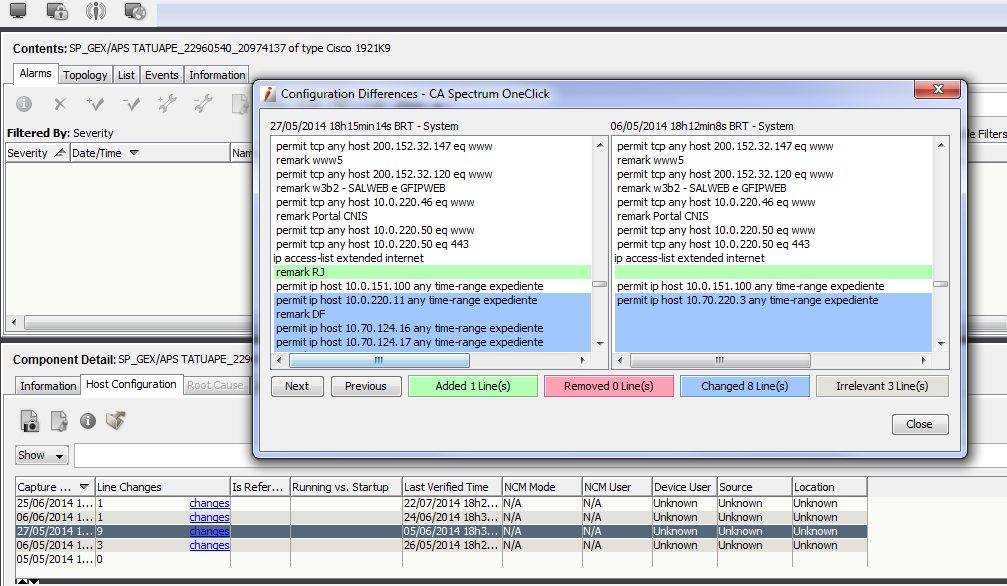 Contents: SP_GEX/APS TATUAPE_22960540_20974137 of type Cisco 1921K9
Alarms Topology List Events Information
Filtered By: Severity
Severity Date/Time Nam
le Filters
Configuration Differences - CA Spectrum OneClick
27/05/2014 18h15min14s BRT - System
permit tcp any host 200.152.32.147 eq www
remark www5
permit tcp any host 200.152.32.120 eq www
remark w3b2 - SALWEB e GFIPWEB
permit tcp any host 10.0.220.46 eq www
remark Portal CNIS
permit tcp any host 10.0.220.50 eq www
permit tcp any host 10.0.220.50 eq 443
ip access-list extended internet
remark RJ
permit ip host 10.0.151.100 any time-range expediente
permit ip host 10.0.220.11 any time-range expediente
remark DF
permit ip host 10.70.124.16 any time-range expediente
permit ip host 10.70.124.17 any time-range expediente
06/05/2014 18h12min8s BRT - System
permit tcp any host 200.152.32.147 eq www
remark www5
permit tcp any host 200.152.32.120 eq www
remark w3b2 - SALWEB e GFIPWEB
permit tcp any host 10.0.220.46 eq www
remark Portal CNIS
permit tcp any host 10.0.220.50 eq www
permit tcp any host 10.0.220.50 eq 443
ip access-list extended internet
permit ip host 10.0.151.100 any time-range expediente
permit ip host 10.70.220.3 any time-range expediente
Next Previous Added 1 Line(s) Removed 0 Line(s) Changed 8 Line(s) Irrelevant 3 Line(s)
Close
Component Detail: SP_GEX/APS TATUAPE_229
Information Host Configuration Root Cause
Show
Capture ... Line Changes Is Refer... Running vs. Startup Last Verified Time NCM Mode NCM User Device User Source Location
25/06/2014 1... 1 changes 22/07/2014 18h2... N/A N/A Unknown Unknown Unknown
06/06/2014 1... 1 changes 24/06/2014 18h3... N/A N/A Unknown Unknown Unknown
27/05/2014 1... 9 changes 05/06/2014 18h3... N/A N/A Unknown Unknown Unknown
06/05/2014 1... 3 changes 26/05/2014 18h2... N/A N/A Unknown Unknown Unknown
05/05/2014 1... 0